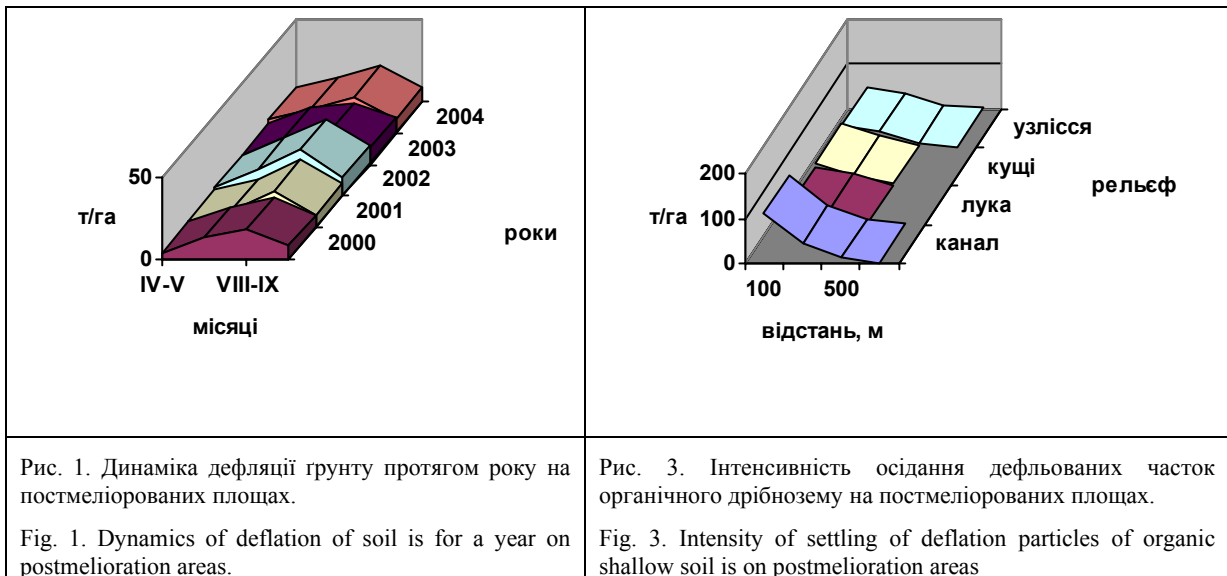 50
т/га
0
IV-V
VIII-IX
місяці
2000
2001
2002
2003
2004
роки
200
т/га
100
0
100
500
відстань, м
канал
лука
кущі
узлісся
рельєф
Рис. 1. Динаміка дефляції ґрунту протягом року на
постмеліорованих площах.
Fig. 1. Dynamics of deflation of soil is for a year on
postmelioration areas.
Рис. 3. Інтенсивність осідання дефльованих часток
органічного дрібнозему на постмеліорованих площах.
Fig. 3. Intensity of settling of deflation particles of organic
shallow soil is on postmelioration areas